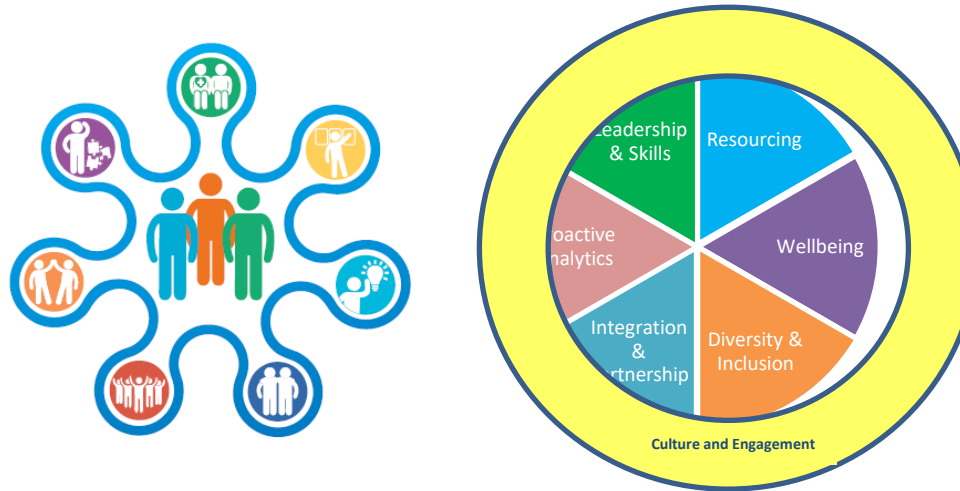 Leadership
& Skills
Resourcing
oactive
nalytics
Wellbeing
Integration
&
rtnership
Diversity &
Inclusion
Culture and Engagement